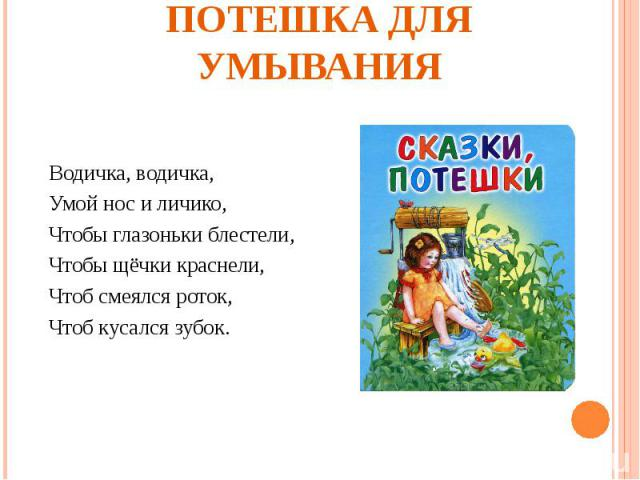 ПОТЕШКА ДЛЯ
УМЫВАНИЯ
Водичка, водичка,
Умой нос и личико,
Чтобы глазоньки блестели,
Чтобы щёчки краснели,
Чтоб смеялся роток,
Чтоб кусался зубок.
СКАЗКИ,
ПОТЕШКИ